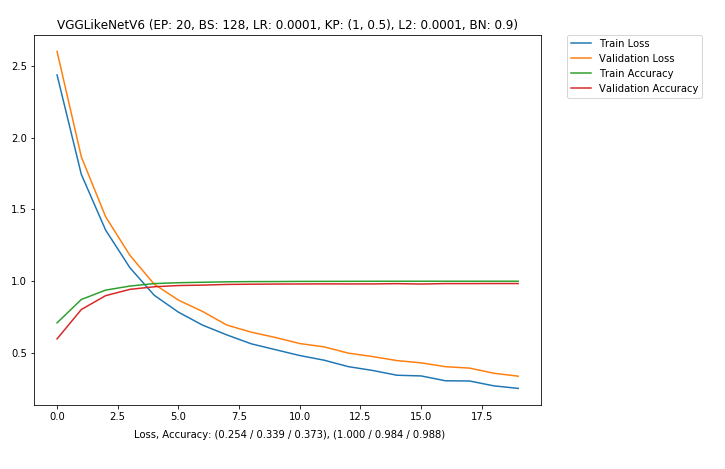 VGGLikeNetV6 (EP: 20, BS: 128, LR: 0.0001, KP: (1, 0.5), L2: 0.0001, BN: 0.9)
Train Loss
Validation Loss
Train Accuracy
Validation Accuracy
2.5
2.0
1.5
1.0
0.5
0.0 2.5 5.0 7.5 10.0 12.5 15.0 17.5
Loss, Accuracy: (0.254 / 0.339 / 0.373), (1.000 / 0.984 / 0.988)